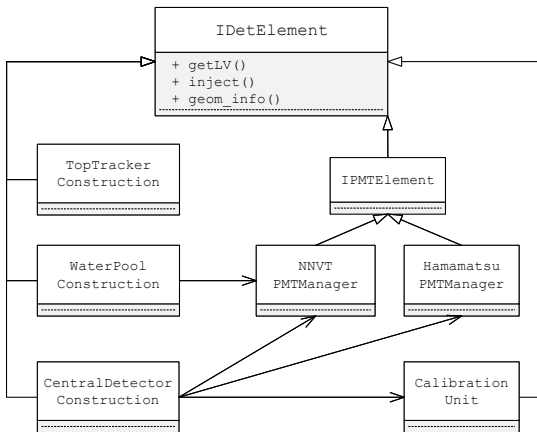 IDetElement
+ getLV()
+ inject()
+ geom_info()
TopTracker
Construction
IPMTElement
WaterPool
Construction
NNVT
PMTManager
Hamamatsu
PMTManager
CentralDetector
Construction
Calibration
Unit